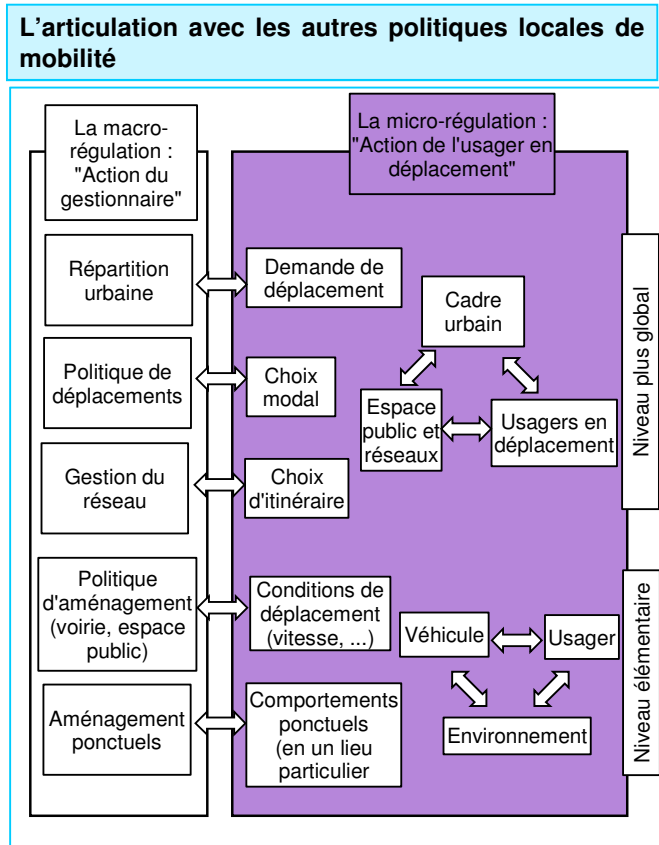 L'articulation avec les autres politiques locales de
mobilité
La macro-
régulation :
"Action du
gestionnaire"
La micro-régulation :
"Action de l'usager en
déplacement"
Répartition
urbaine
Demande de
déplacement
Cadre
urbain
Politique de
déplacements
Choix
modal
Espace
public et
réseaux
Usagers en
déplacement
Gestion du
réseau
Choix
d'itinéraire
Niveau plus global
Politique
d'aménagement
(voirie, espace
public)
Conditions de
déplacement
(vitesse, ...)
Véhicule
Usager
Aménagement
ponctuels
Comportements
ponctuels
(en un lieu
particulier
Environnement
Niveau élémentaire